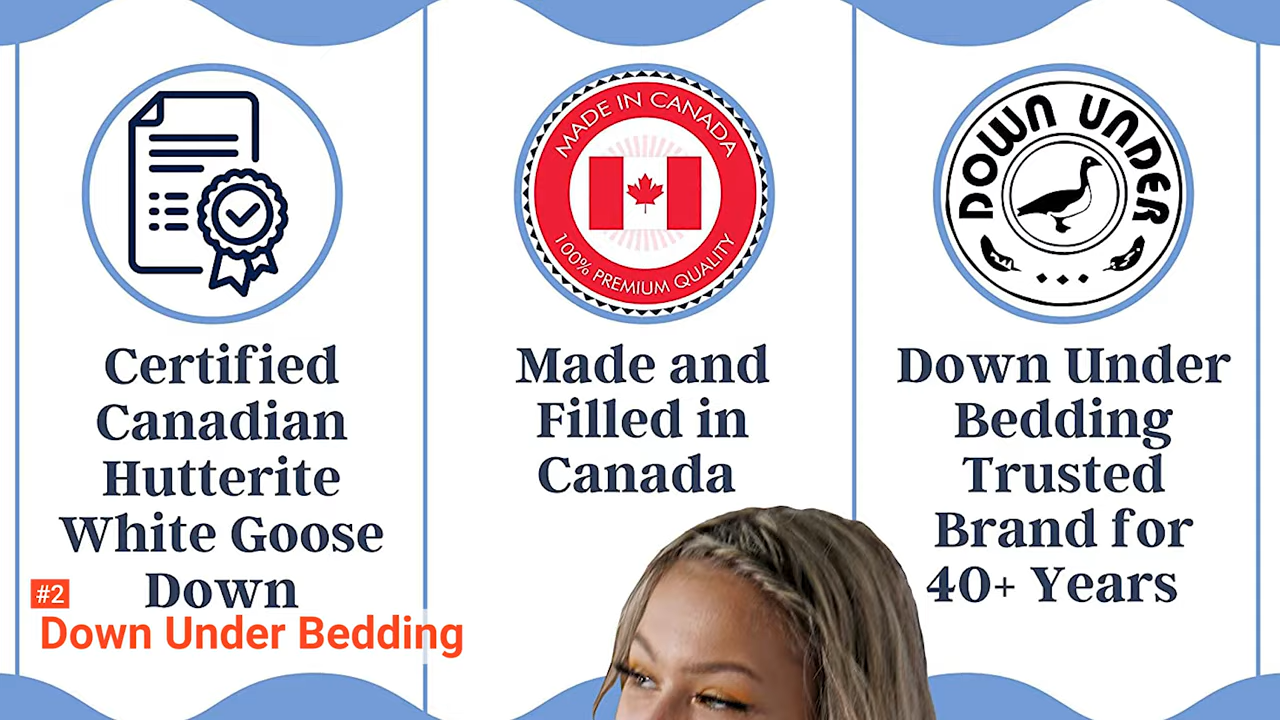 MADE IN CANADA
100% PREMIUM QUALITY
DOWN UNDER
Certified
Canadian
Hutterite
White Goose
Down
Made and
Filled in
Canada
Down Under
Bedding
Trusted
Brand for
40+ Years
#2
Down Under Bedding